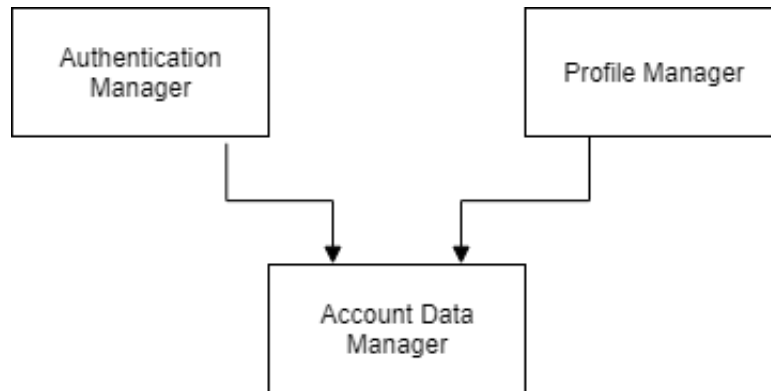 Authentication
Manager
Profile Manager
Account Data
Manager